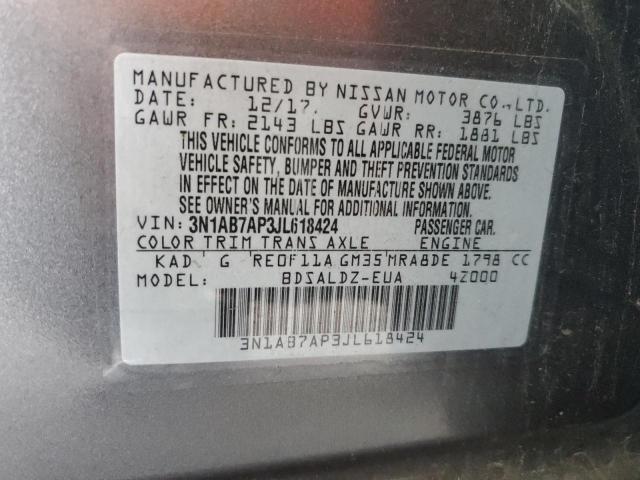 MANUFACTURED BY NISSAN MOTOR CO.,LTD.
DATE: 12/17. GVWR: 3876 LBS
GAWR FR: 2143 LBS GAWR RR: 1881 LBS
THIS VEHICLE CONFORMS TO ALL APPLICABLE FEDERAL MOTOR
VEHICLE SAFETY, BUMPER AND THEFT PREVENTION STANDARDS
IN EFFECT ON THE DATE OF MANUFACTURE SHOWN ABOVE.
SEE OWNER'S MANUAL FOR ADDITIONAL INFORMATION.
VIN: 3N1AB7AP3JL618424 PASSENGER CAR.
COLOR TRIM TRANS AXLE ENGINE
KAD G RE0F11A GM35 MRA8DE 1798 CC
MODEL: BDSALDZ-EUA 4Z000
3N1AB7AP3JL618424